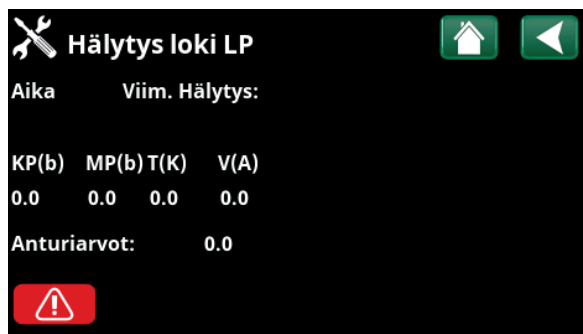 Hälytys loki LP
Aika Viim. Hälytys:
KP(b) MP(b) T(K) V(A)
0.0 0.0 0.0 0.0
Anturiarvot: 0.0